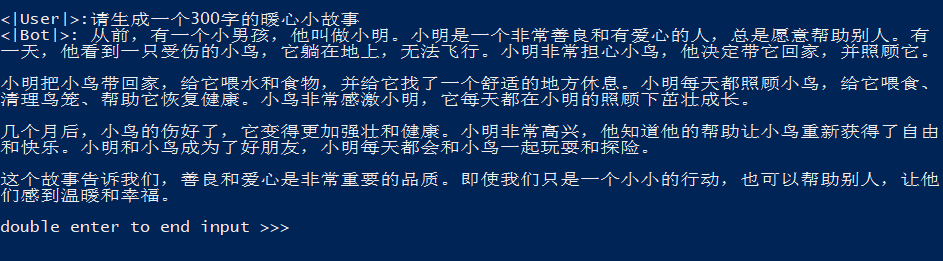 <|User|>:请生成一个300字的暖心小故事
<|Bot|>: 从前，有一个小男孩，他叫做小明。小明是一个非常善良和有爱心的人，总是愿意帮助别人。有
一天，他看到一只受伤的小鸟，它躺在地上，无法飞行。小明非常担心小鸟，他决定带它回家，并照顾它。
小明把小鸟带回家，给它喂水和食物，并给它找了一个舒适的地方休息。小明每天都照顾小鸟，给它喂食、
清理鸟笼、帮助它恢复健康。小鸟非常感激小明，它每天都在小明的照顾下茁壮成长。
几个月后，小鸟的伤好了，它变得更加强壮和健康。小明非常高兴，他知道他的帮助让小鸟重新获得了自由
和快乐。小明和小鸟成为了好朋友，小明每天都会和小鸟一起玩耍和探险。
这个故事告诉我们，善良和爱心是非常重要的品质。即使我们只是一个小小的行动，也可以帮助别人，让他
们感到温暖和幸福。
double enter to end input >>>